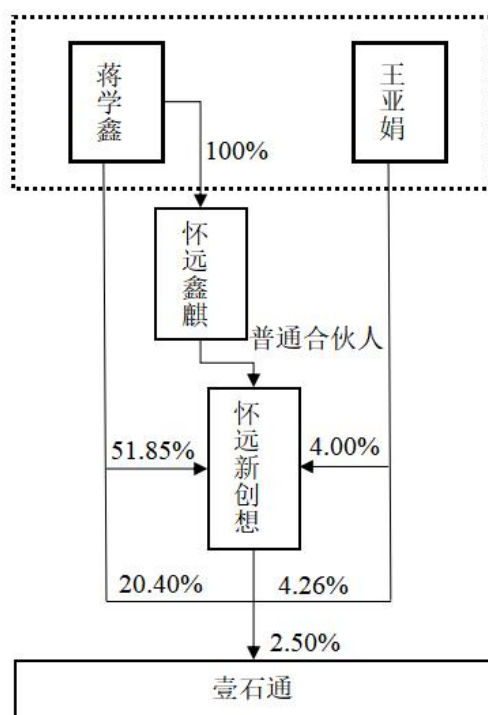 蒋学鑫
王亚娟
100%
怀远鑫麒
普通合伙人
怀远新创想
51.85%
4.00%
20.40%
4.26%
2.50%
壹石通